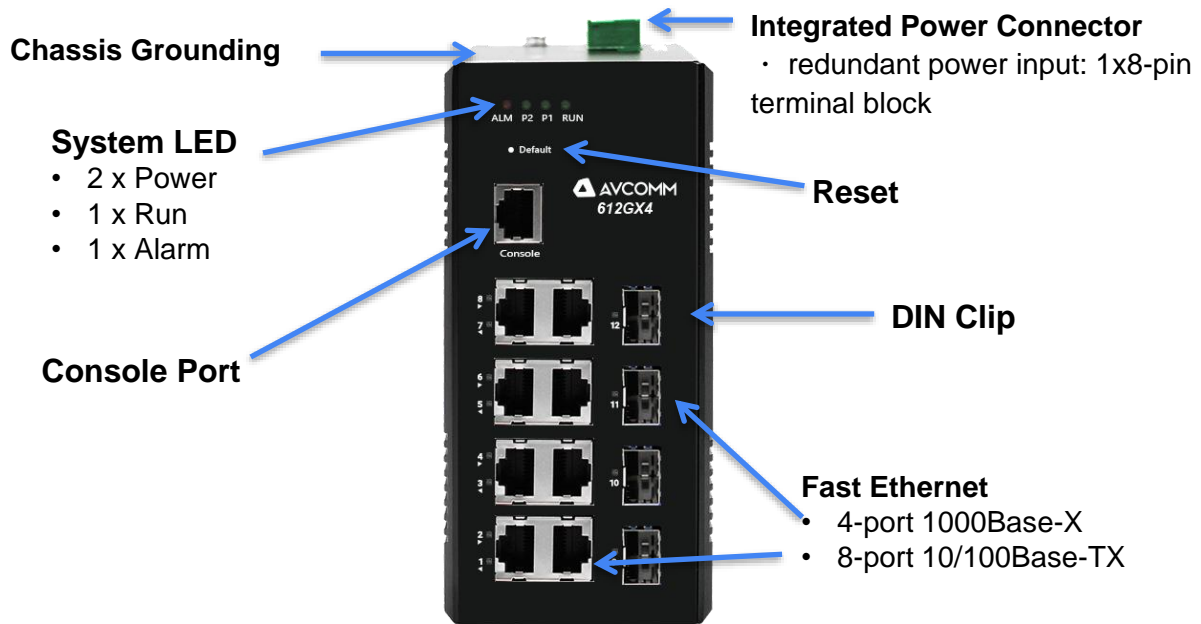 Integrated Power Connector
· redundant power input: 1x8-pin
terminal block
Chassis Grounding
System LED
• 2 x Power
• 1 x Run
• 1 x Alarm
ALM P2 P1 RUN
Default
Reset
AVCOMM
612GX4
Console
Console Port
DIN Clip
8
7
12
6
5
11
4
3
10
2
1
Fast Ethernet
• 4-port 1000Base-X
• 8-port 10/100Base-TX